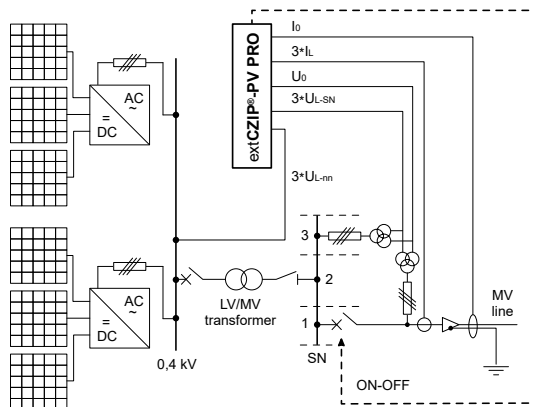 I0
3*IL
U0
3*UL-SN
3*UL-nn
extCZIP®-PV PRO
AC
~
=
DC
AC
~
=
DC
LV/MV
transformer
0,4 kV
3
2
1
SN
MV
line
ON-OFF